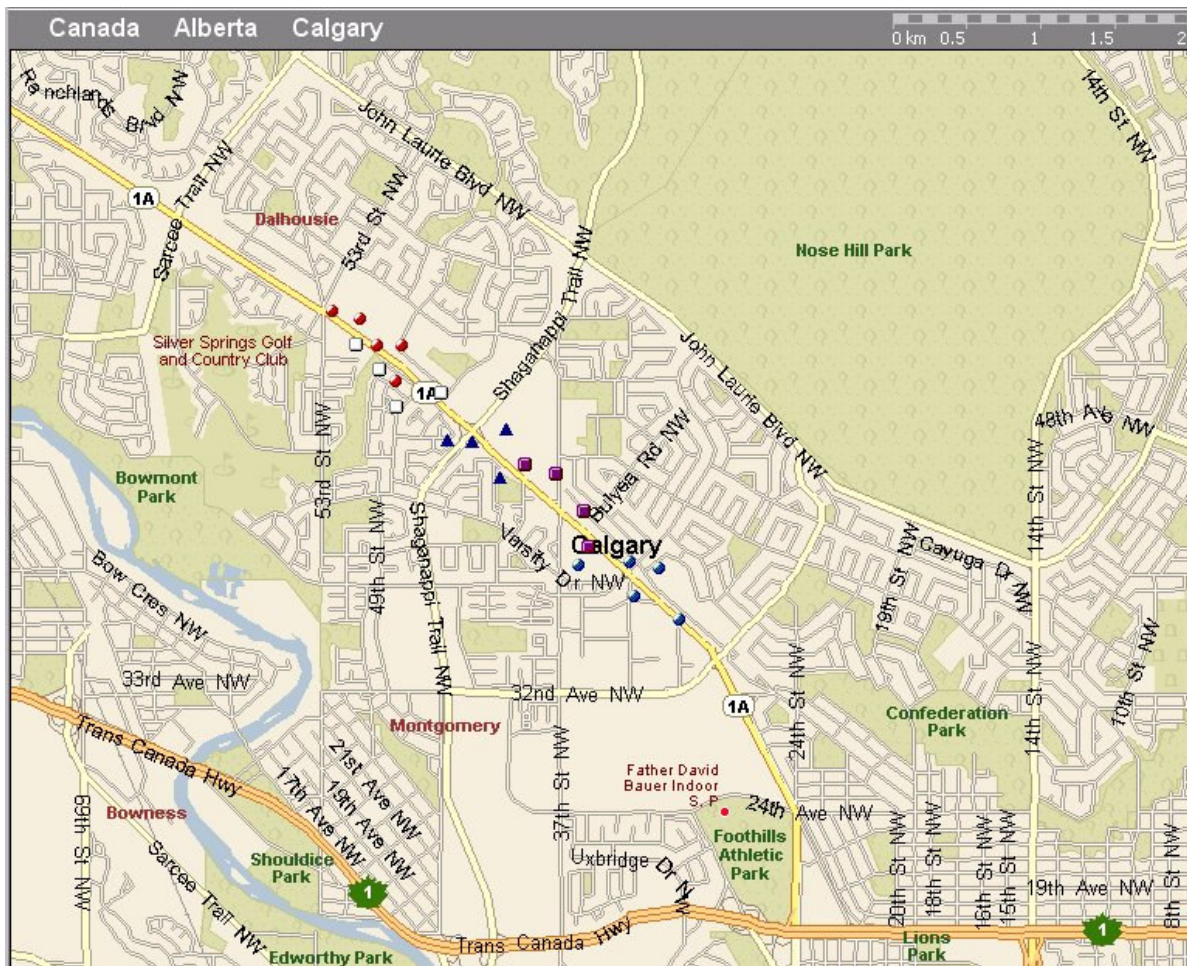 Canada Alberta Calgary
0 km 0.5 1 1.5 2
Ranchlands Blvd NW
John Laurie Blvd NW
14th St NW
Sarcee Trail NW
1A
53rd St NW
Dalhousie
Shaganappi Trail NW
Nose Hill Park
Silver Springs Golf
and Country Club
John Laurie Blvd NW
1A
53rd St NW
48th Ave NW
Bulyea Rd NW
Bowmont
Park
14th St NW
Shaganappi Trail NW
Varsity Dr NW
Calgary
49th St NW
19th St NW
Cayuga Dr NW
Bow Cres NW
33rd Ave NW
32nd Ave NW
1A
24th St NW
Confederation
Park
14th St NW
10th St NW
Montgomery
Trans Canada Hwy
21st Ave NW
19th Ave NW
17th Ave NW
37th St NW
Father David
Bauer Indoor
S. P
24th Ave NW
Bowness
69th St NW
Sarcee Trail NW
Shouldice
Park
Uxbridge Dr NW
Foothills
Athletic
Park
20th St NW
18th St NW
16th St NW
15th St NW
19th Ave NW
8th St NW
1
1
Trans Canada Hwy
Lions
Park
Edworthy Park